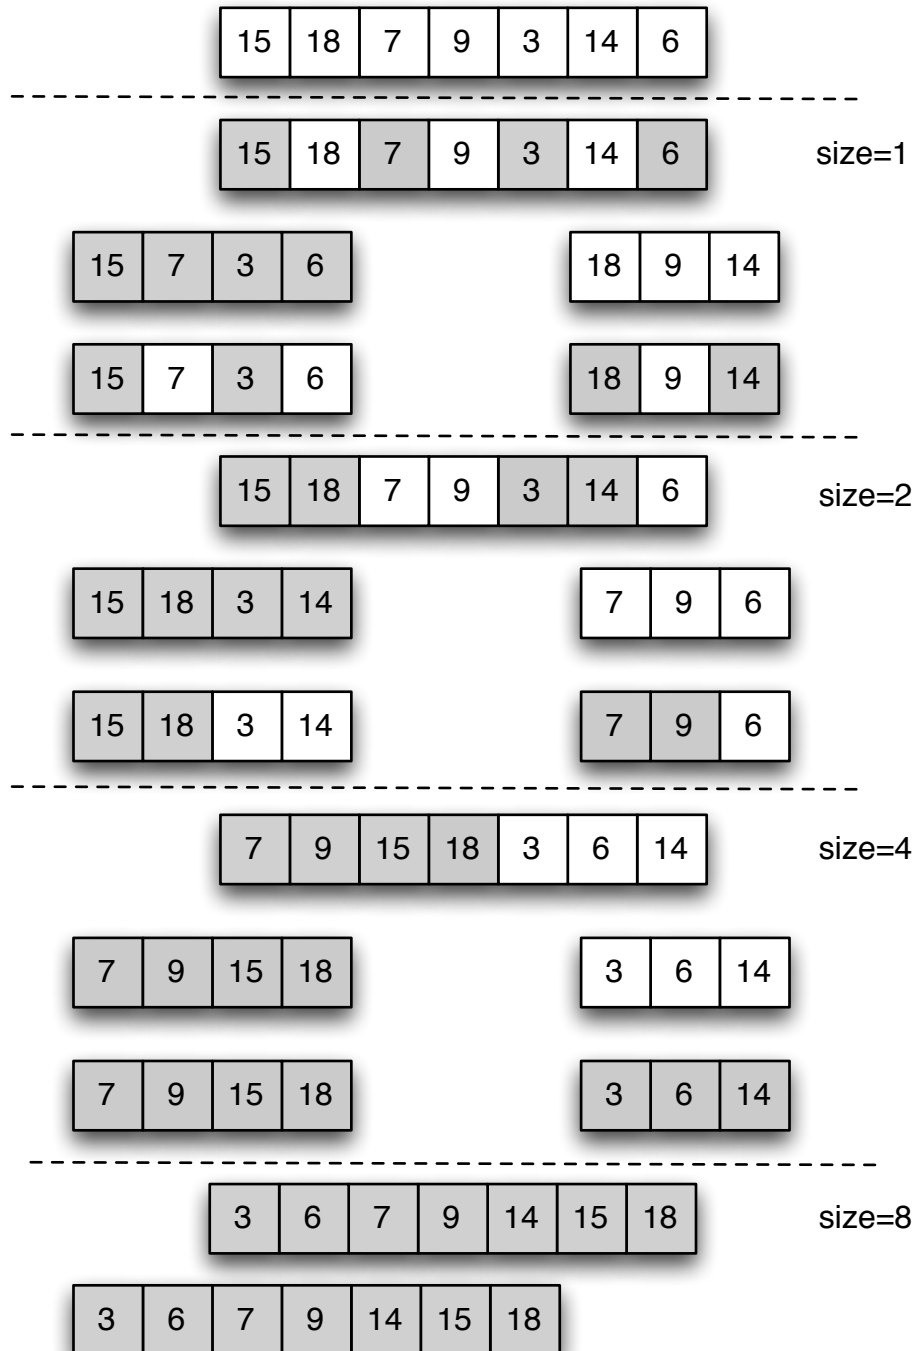 15 18 7 9 3 14 6
15 18 7 9 3 14 6 size=1
15 7 3 6 18 9 14
15 7 3 6 18 9 14
15 18 7 9 3 14 6 size=2
15 18 3 14 7 9 6
15 18 3 14 7 9 6
7 9 15 18 3 6 14 size=4
7 9 15 18 3 6 14
7 9 15 18 3 6 14
3 6 7 9 14 15 18 size=8
3 6 7 9 14 15 18